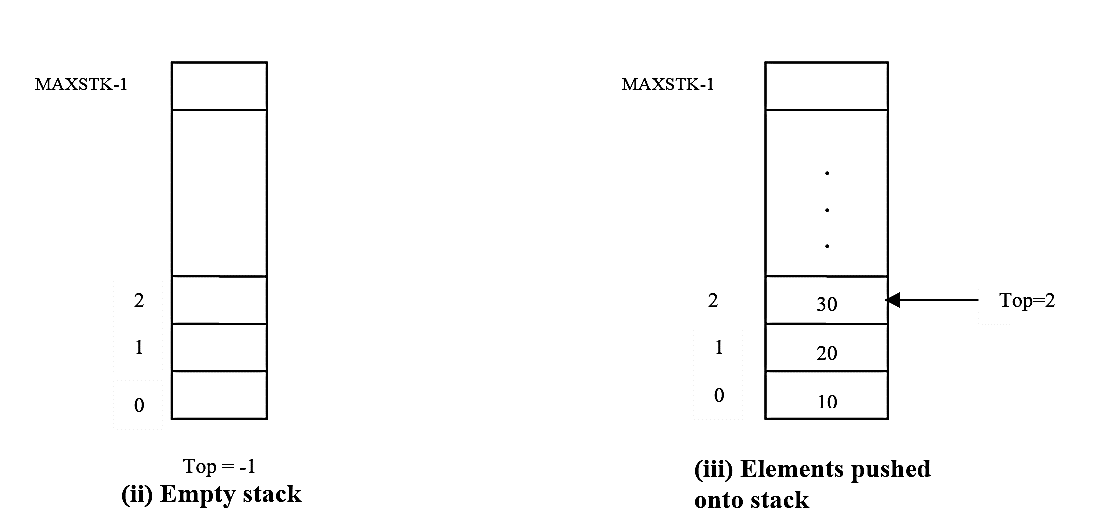 MAXSTK-1
2
1
0
Top = -1
(ii) Empty stack
MAXSTK-1
.
.
.
2
30
Top=2
1
20
0
10
(iii) Elements pushed
onto stack